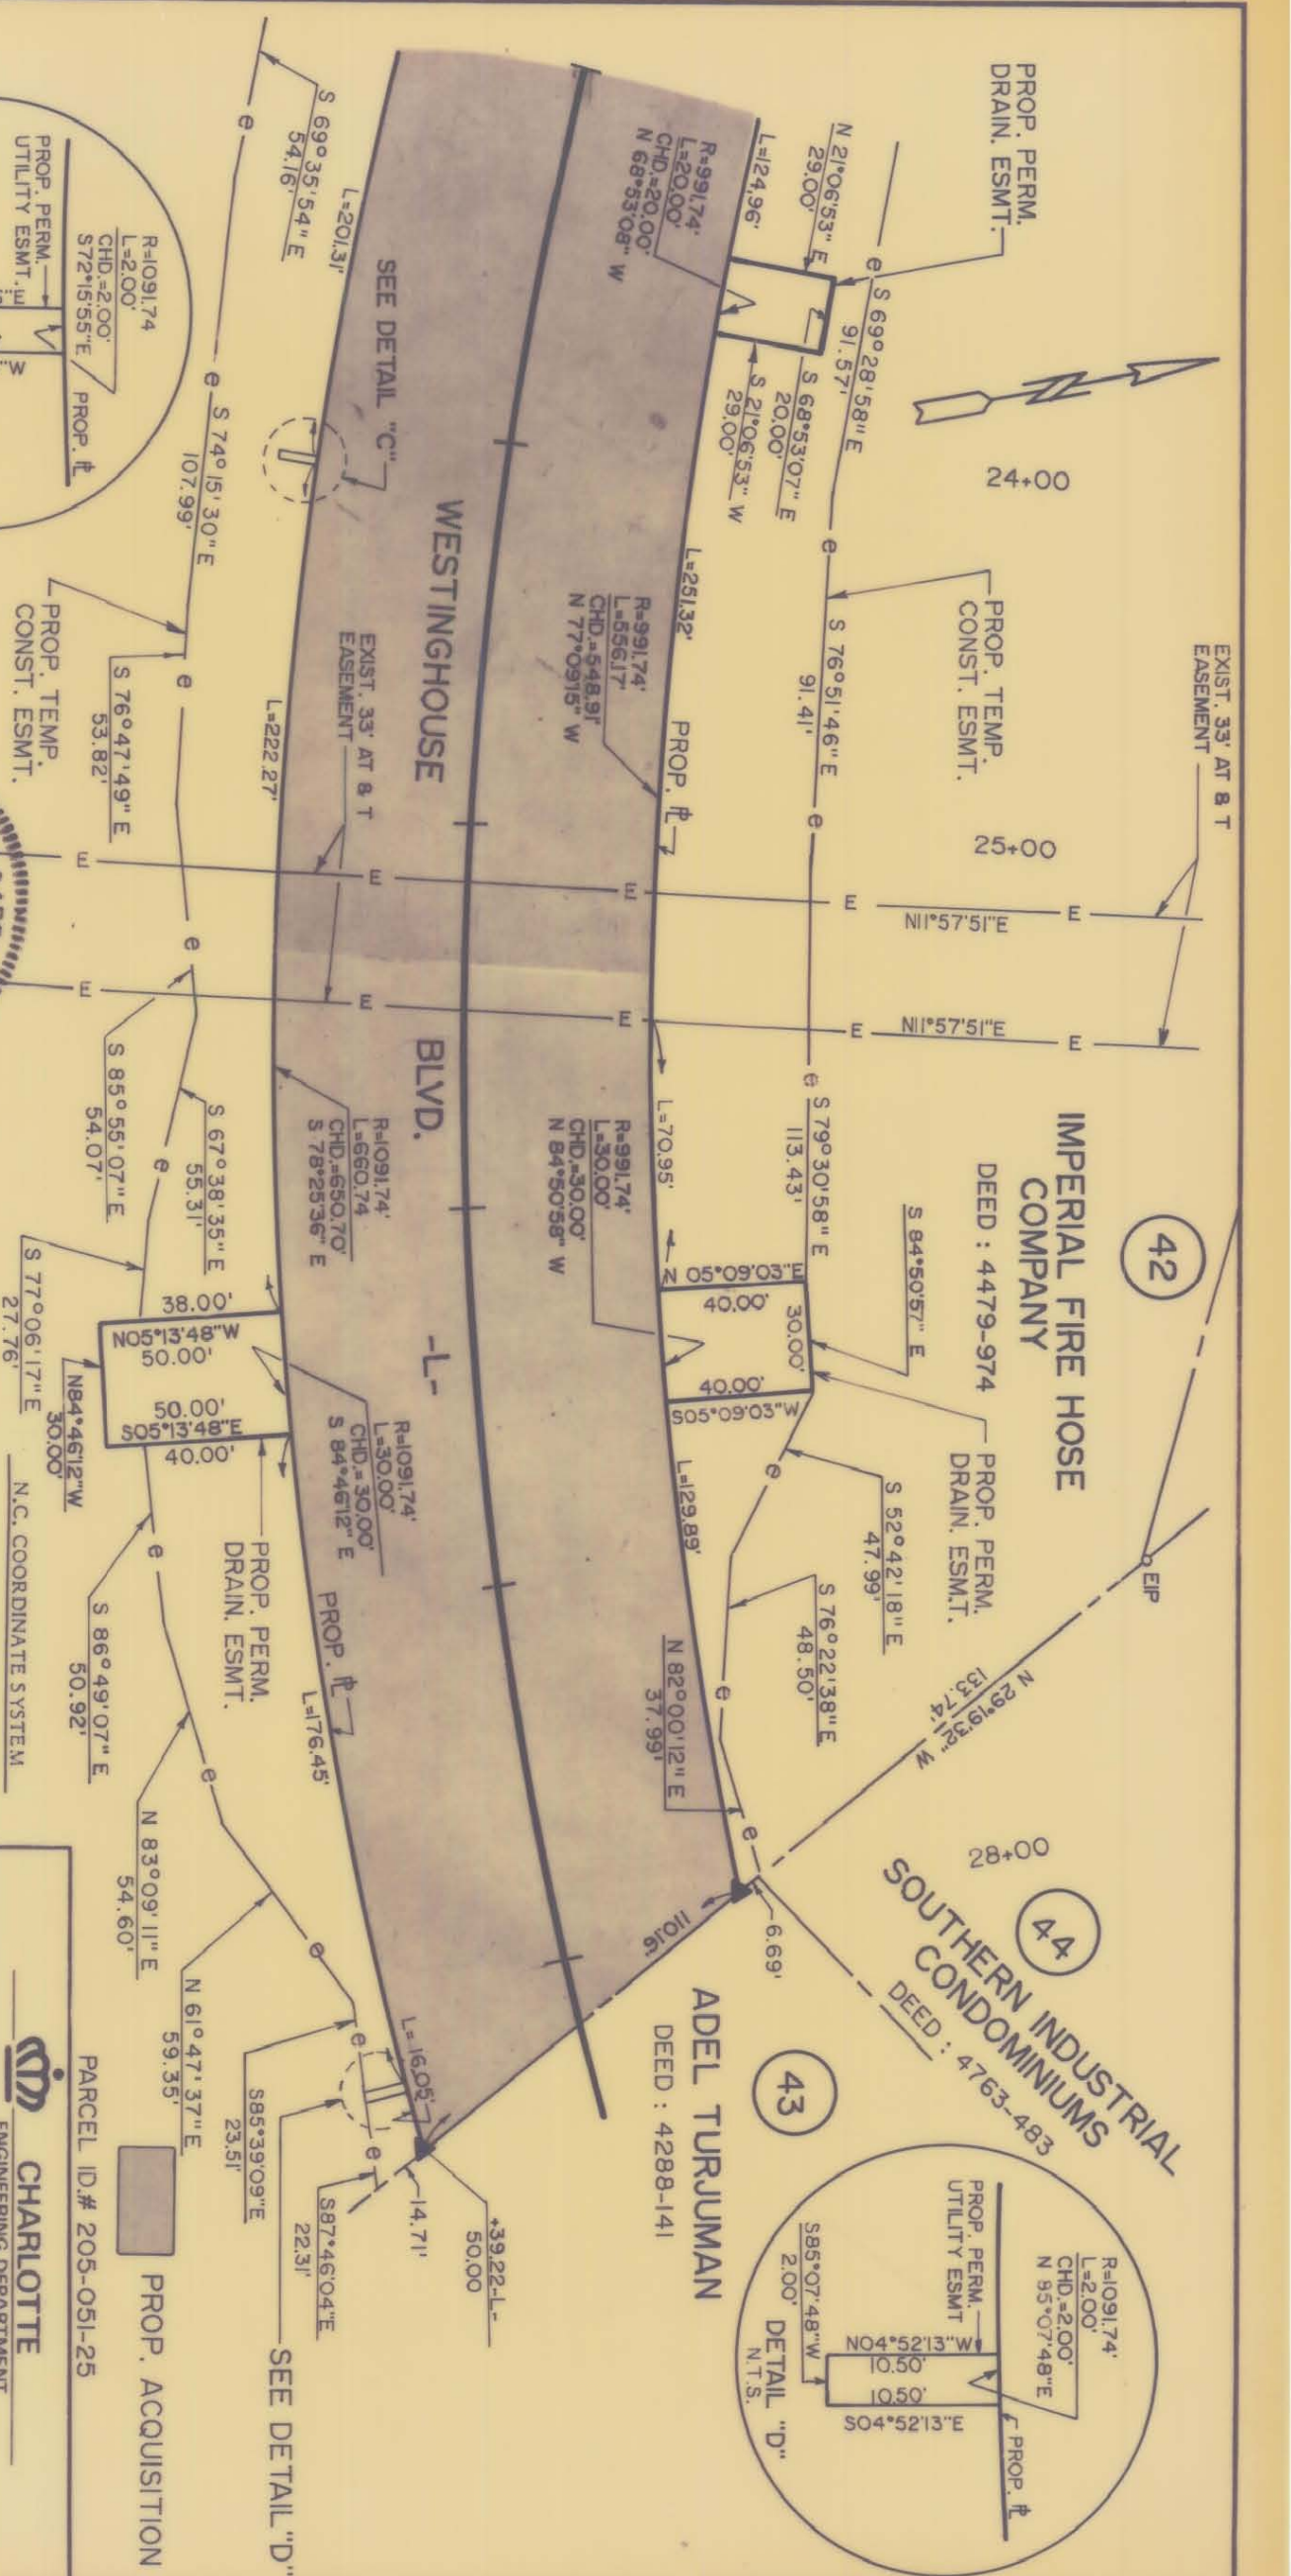 PROP. PERM.
DRAIN. ESMT.
N 21°06'53" E
29.00'
L=124.96'
R=991.74'
L=20.00'
CHD.=20.00'
N 68°53'08" W
S 69°28'58" E
91.57'
S 68°53'07" E
20.00'
S 21°06'53" W
29.00'
24+00
e
e
e
e
e
S 69°35'54" E
54.16'
L=201.31'
SEE DETAIL "C"
R=1091.74
L=2.00'
CHD.=2.00'
S72°15'55"E
PROP. PERM.
UTILITY ESMT.
PROP. PL
S 74°15'30" E
107.99'
WESTINGHOUSE
BLVD.
-L-
L=251.32'
R=991.74'
L=556.17'
CHD.=548.91'
N 77°09'15" W
PROP. PL
S 76°51'46" E
91.41'
PROP. TEMP.
CONST. ESMT.
25+00
EXIST. 33' AT & T
EASEMENT
EXIST. 33' AT & T
EASEMENT
L=222.27'
PROP. TEMP.
CONST. ESMT.
S 76°47'49" E
53.82'
E
E
E
E
E
N11°57'51"E
E
E
E
E
N11°57'51"E
E
L=70.95'
S 79°30'58" E
113.43'
42
IMPERIAL FIRE HOSE
COMPANY
DEED : 4479-974
S 84°50'57" E
R=991.74'
L=30.00'
CHD.=30.00'
N 84°50'58" W
N 05°09'03"E
40.00'
30.00'
40.00'
S05°09'03"W
R=1091.74'
L=660.74
CHD.=650.70'
S 78°25'36" E
S 85°55'07" E
54.07'
S 67°38'35" E
55.31'
S 77°06'17" E
27.76'
38.00'
N05°13'48"W
50.00'
50.00'
S05°13'48"E
40.00'
N84°46'12"W
30.00'
R=1091.74'
L=30.00'
CHD.=30.00'
S 84°46'12" E
PROP. PERM.
DRAIN. ESMT.
PROP. PERM.
DRAIN. ESM.T.
L=129.89'
S 52°42'18" E
47.99'
S 76°22'38" E
48.50'
EIP
N 29°19'32" W
133.74'
N 82°00'12" E
37.99'
PROP. PL
L=176.45'
S 86°49'07" E
50.92'
N.C. COORDINATE SYSTEM
N 83°09'11" E
54.60'
N 61°47'37" E
59.35'
28+00
44
SOUTHERN INDUSTRIAL
CONDOMINIUMS
DEED : 4763-483
6.69'
110.16
ADEL TURJUMAN
DEED : 4288-141
43
L=16.05'
S85°39'09"E
23.51'
S87°46'04"E
22.31'
14.71'
+39.22-L-
50.00
SEE DETAIL "D"
R=1091.74'
L=2.00'
CHD.=2.00'
N 85°07'48"E
PROP. PERM.
UTILITY ESMT
N04°52'13"W
10.50'
10.50'
S04°52'13"E
S85°07'48"W
2.00'
PROP. PL
DETAIL "D"
N.T.S.
PROP. ACQUISITION
PARCEL ID.# 205-051-25
CHARLOTTE
ENGINEERING DEPARTMENT